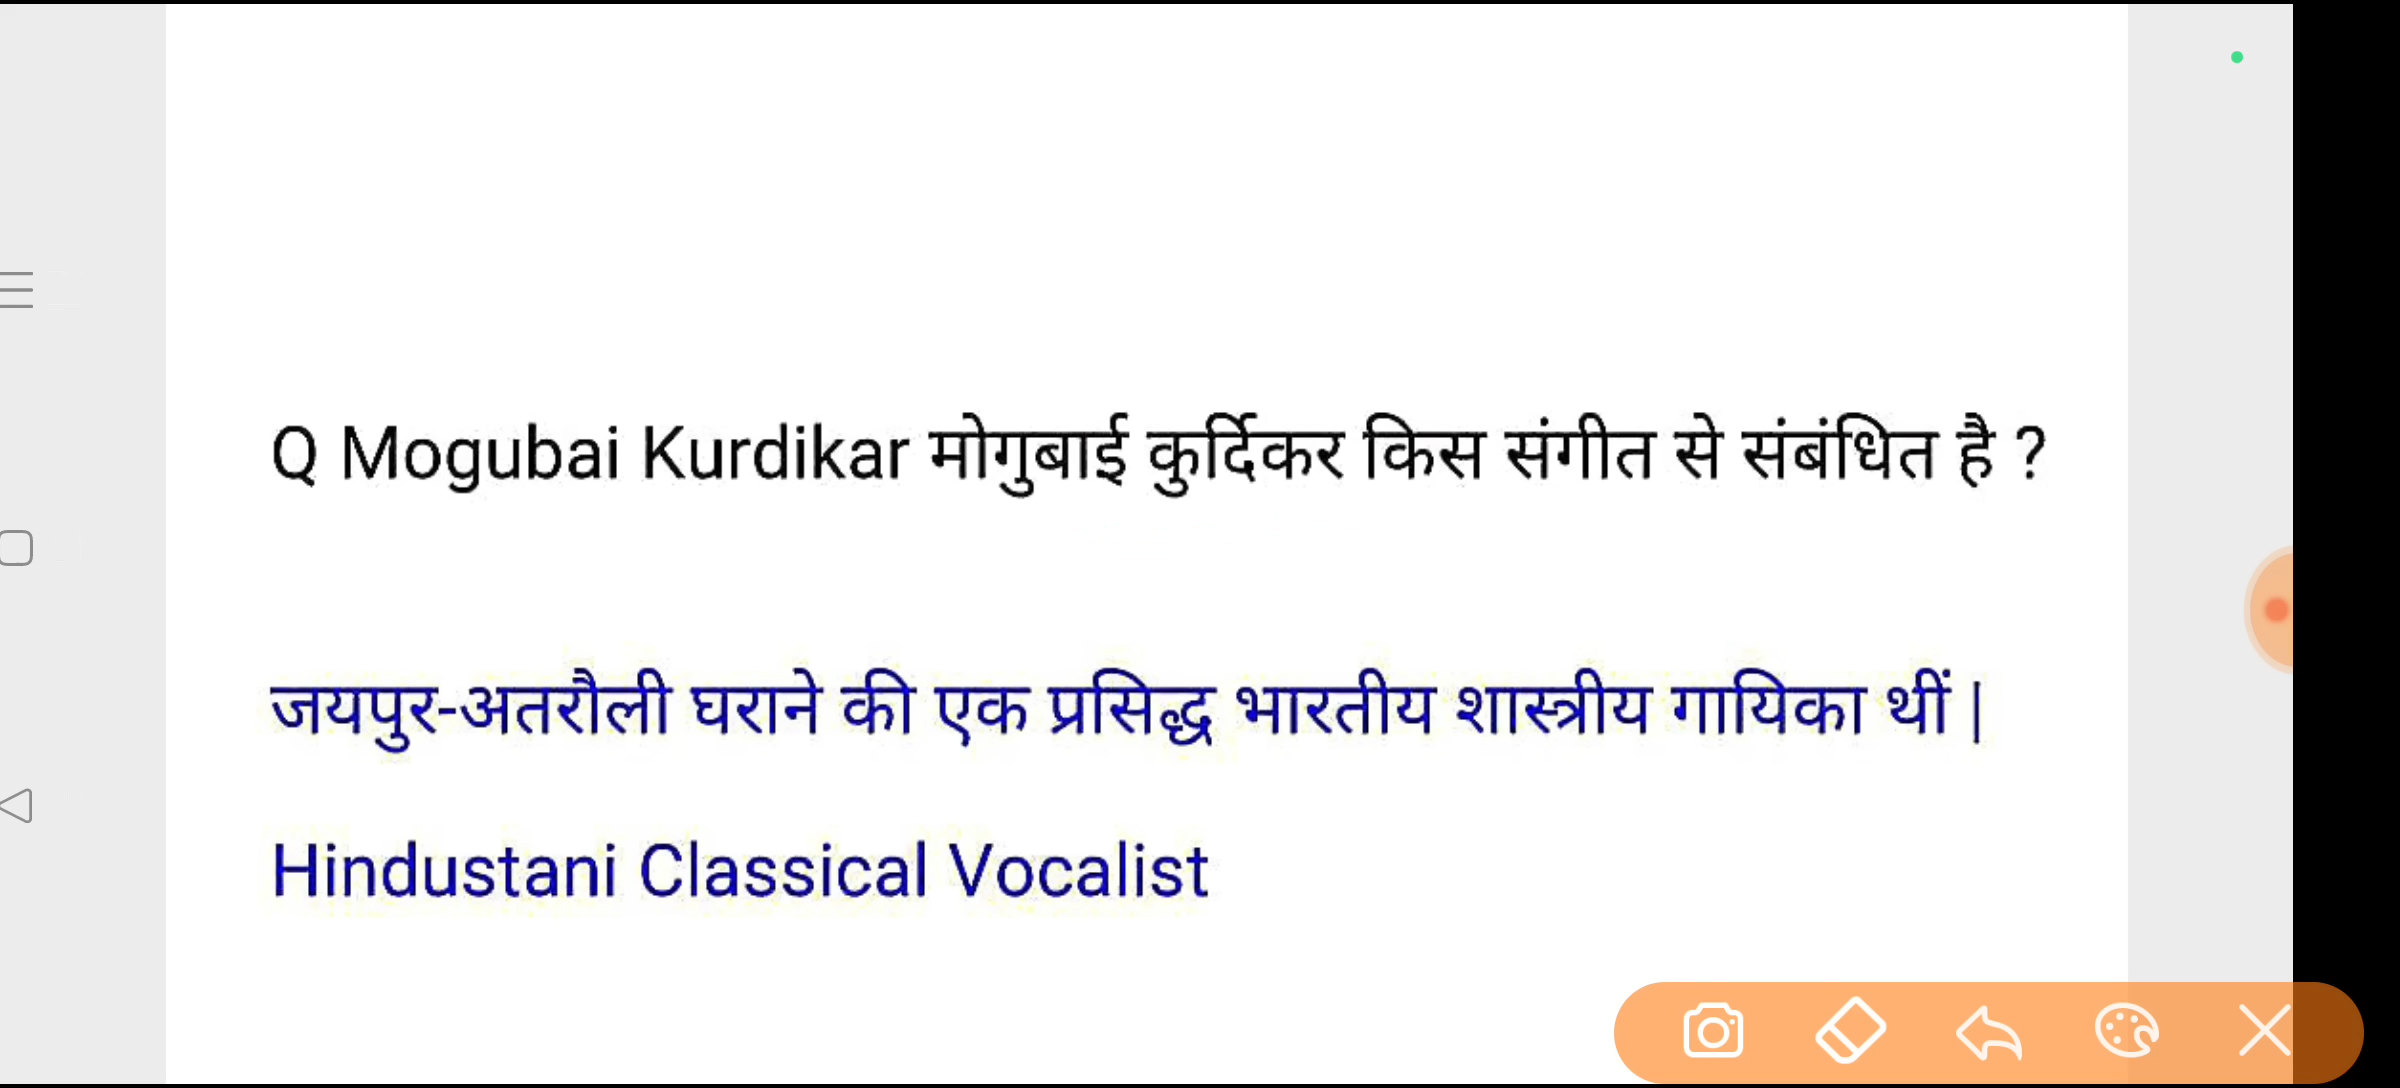 Q Mogubai Kurdikar मोगुबाई कुर्दिकर किस संगीत से संबंधित है ?
जयपुर-अतरौली घराने की एक प्रसिद्ध भारतीय शास्त्रीय गायिका थीं |
Hindustani Classical Vocalist